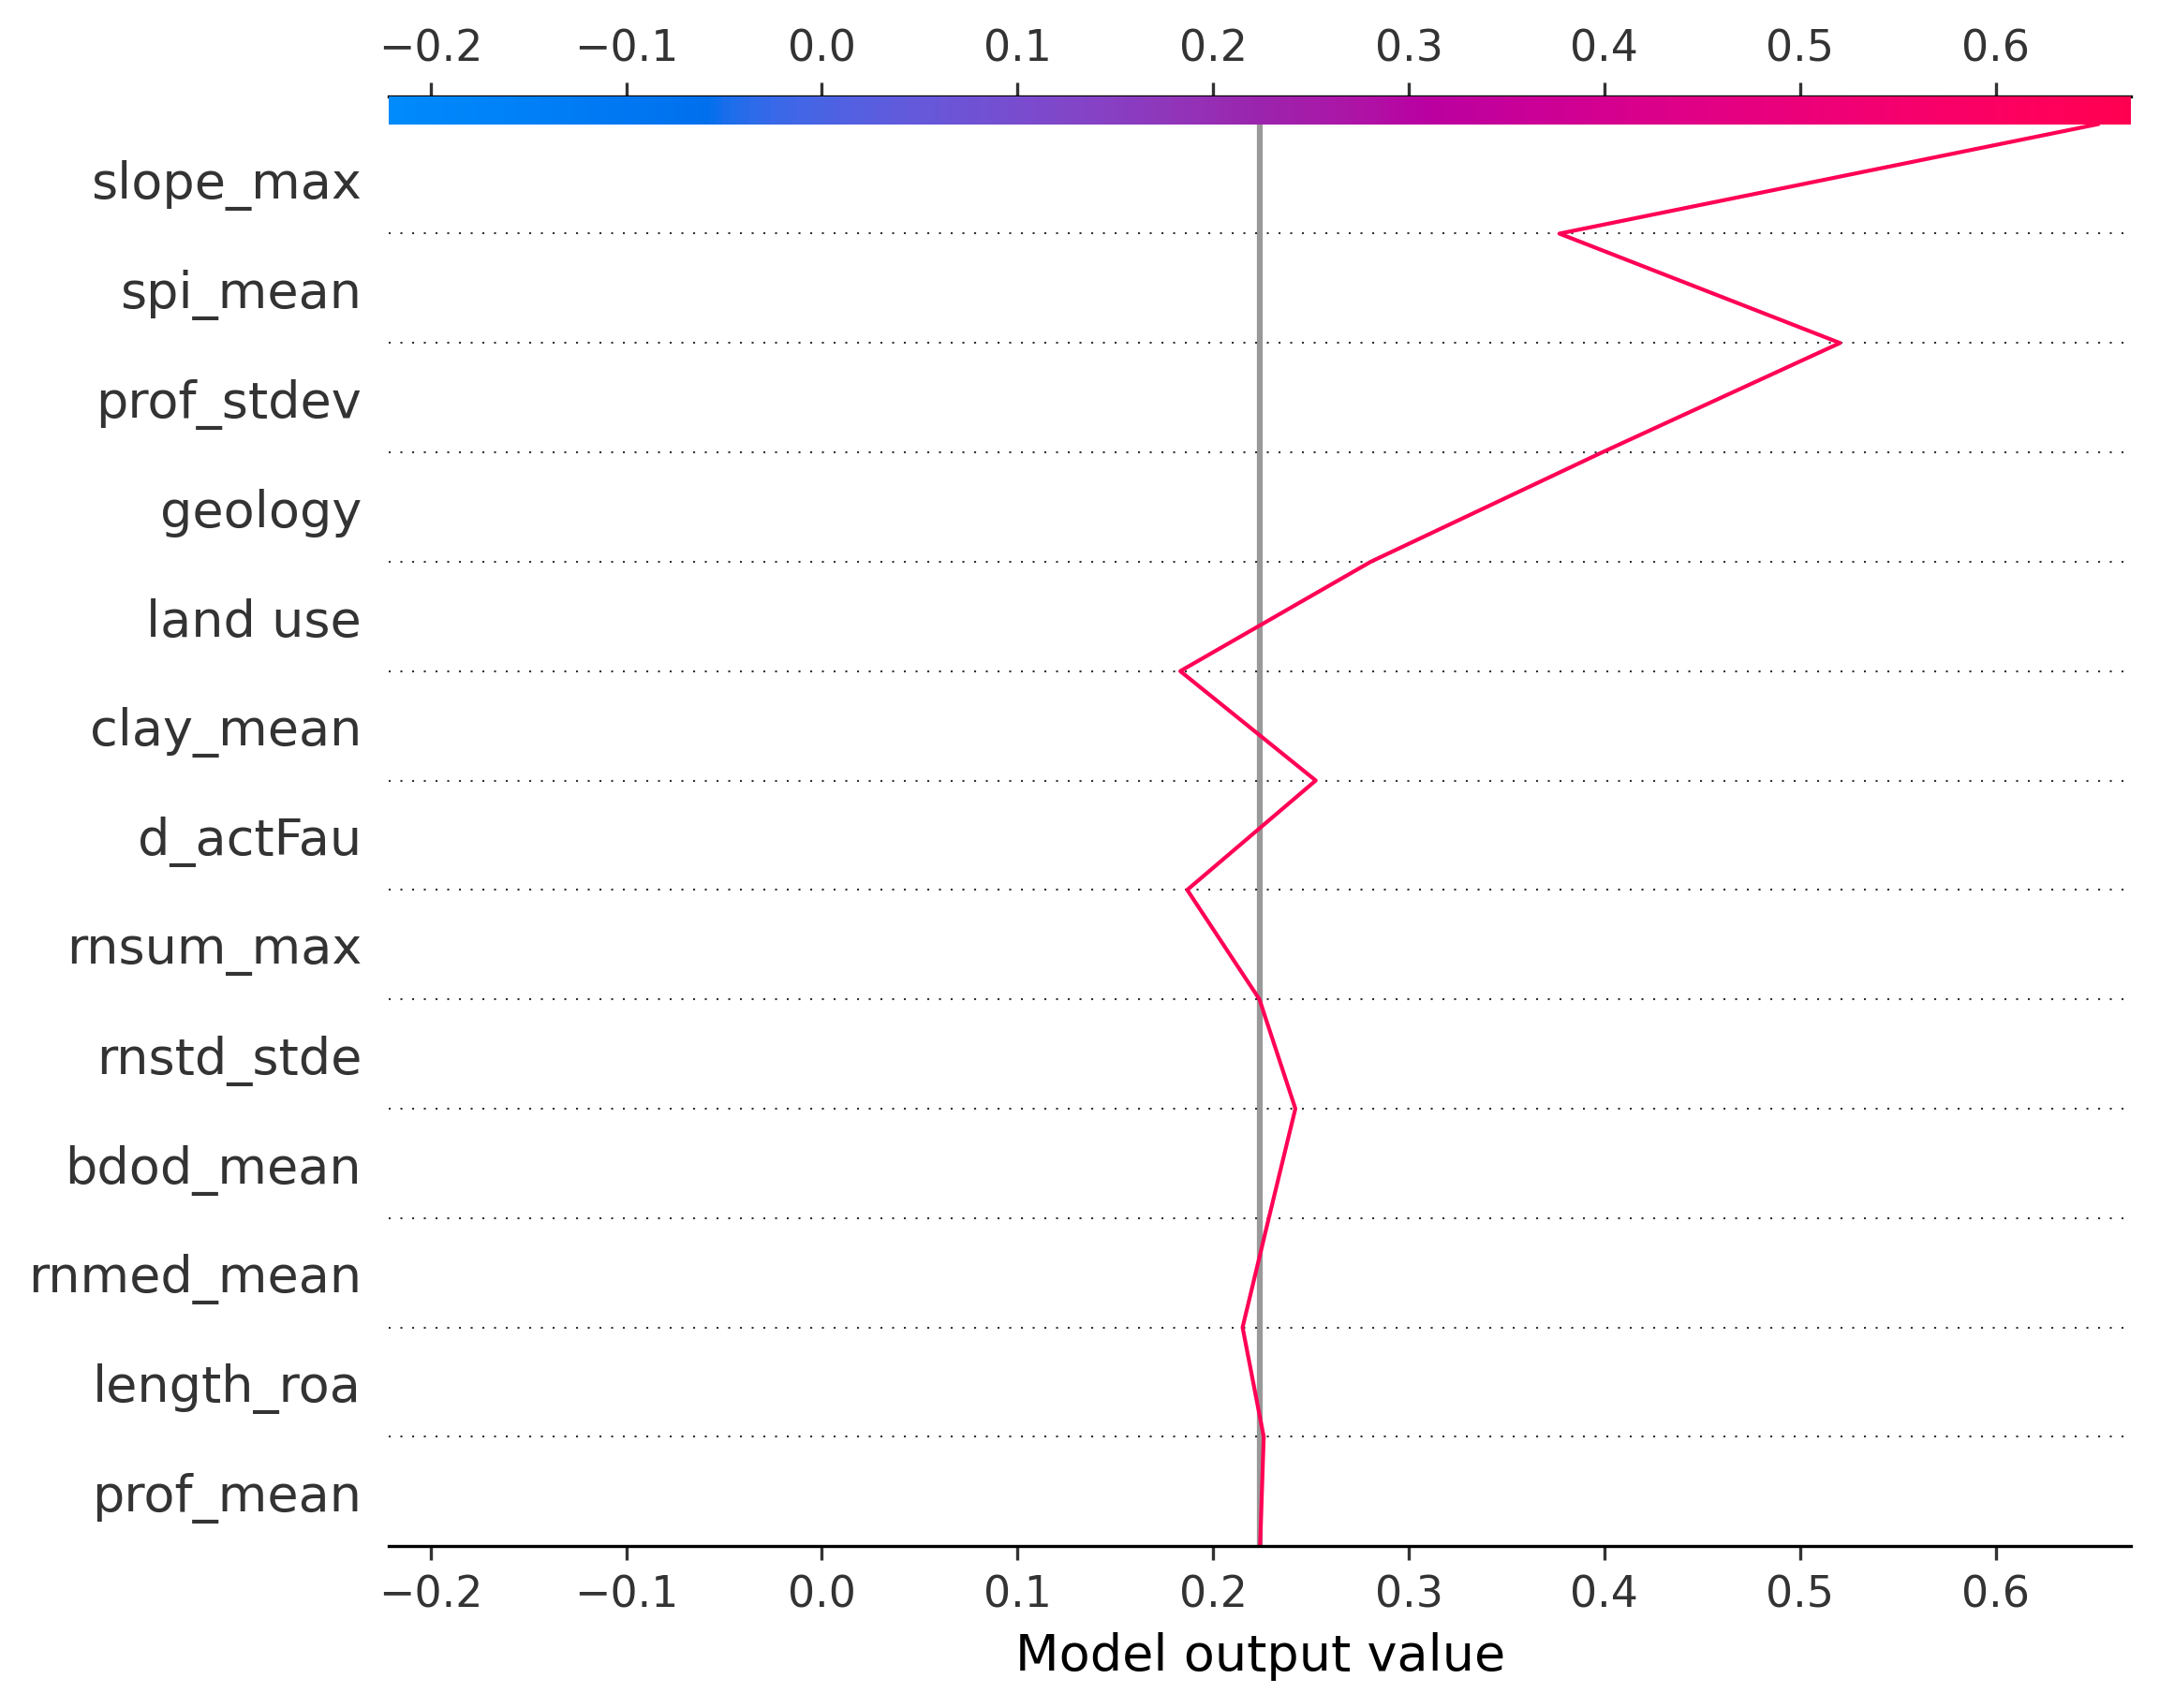 −0.2 −0.1 0.0 0.1 0.2 0.3 0.4 0.5 0.6
slope_max
spi_mean
prof_stdev
geology
land use
clay_mean
d_actFau
rnsum_max
rnstd_stde
bdod_mean
rnmed_mean
length_roa
prof_mean
−0.2 −0.1 0.0 0.1 0.2 0.3 0.4 0.5 0.6
Model output value